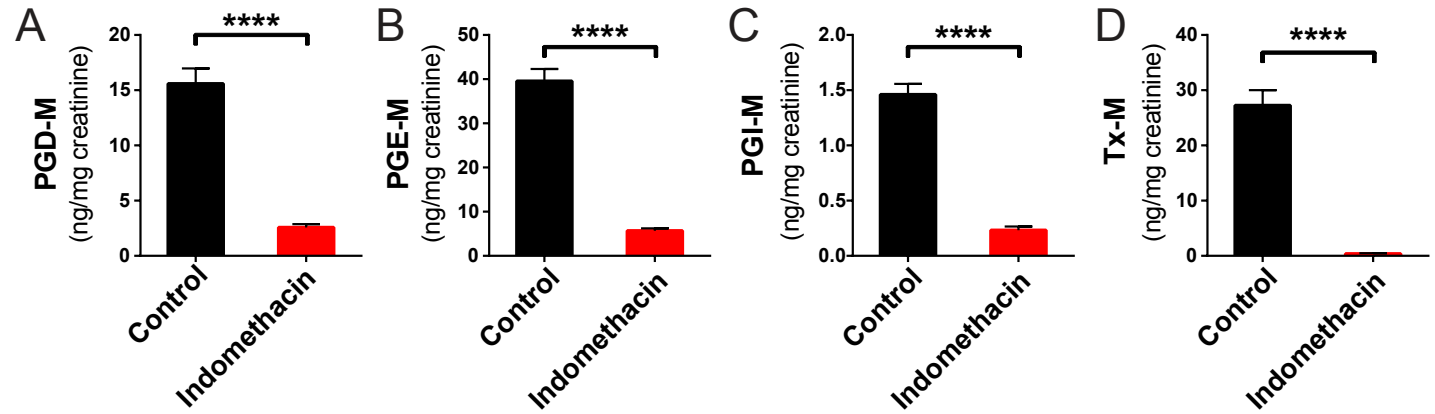 A
PGD-M
(ng/mg creatinine)
20
15
10
5
0
****
Control
Indomethacin
B
PGE-M
(ng/mg creatinine)
50
40
30
20
10
0
****
Control
Indomethacin
C
PGI-M
(ng/mg creatinine)
2.0
1.5
1.0
0.5
0.0
****
Control
Indomethacin
D
Tx-M
(ng/mg creatinine)
40
30
20
10
0
****
Control
Indomethacin